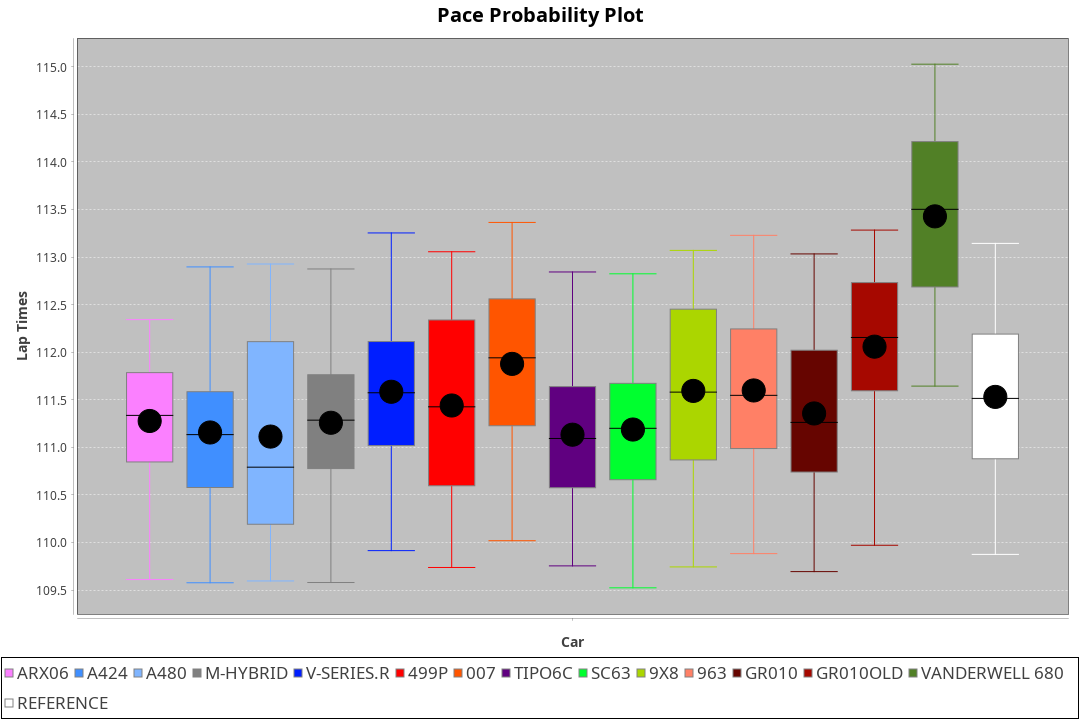 Pace Probability Plot
115.0
114.5
114.0
113.5
113.0
112.5
112.0
111.5
111.0
110.5
110.0
109.5
Lap Times
Car
ARX06 A424 A480 M-HYBRID V-SERIES.R 499P 007 TIPO6C SC63 9X8 963 GR010 GR010OLD VANDERWELL 680
REFERENCE